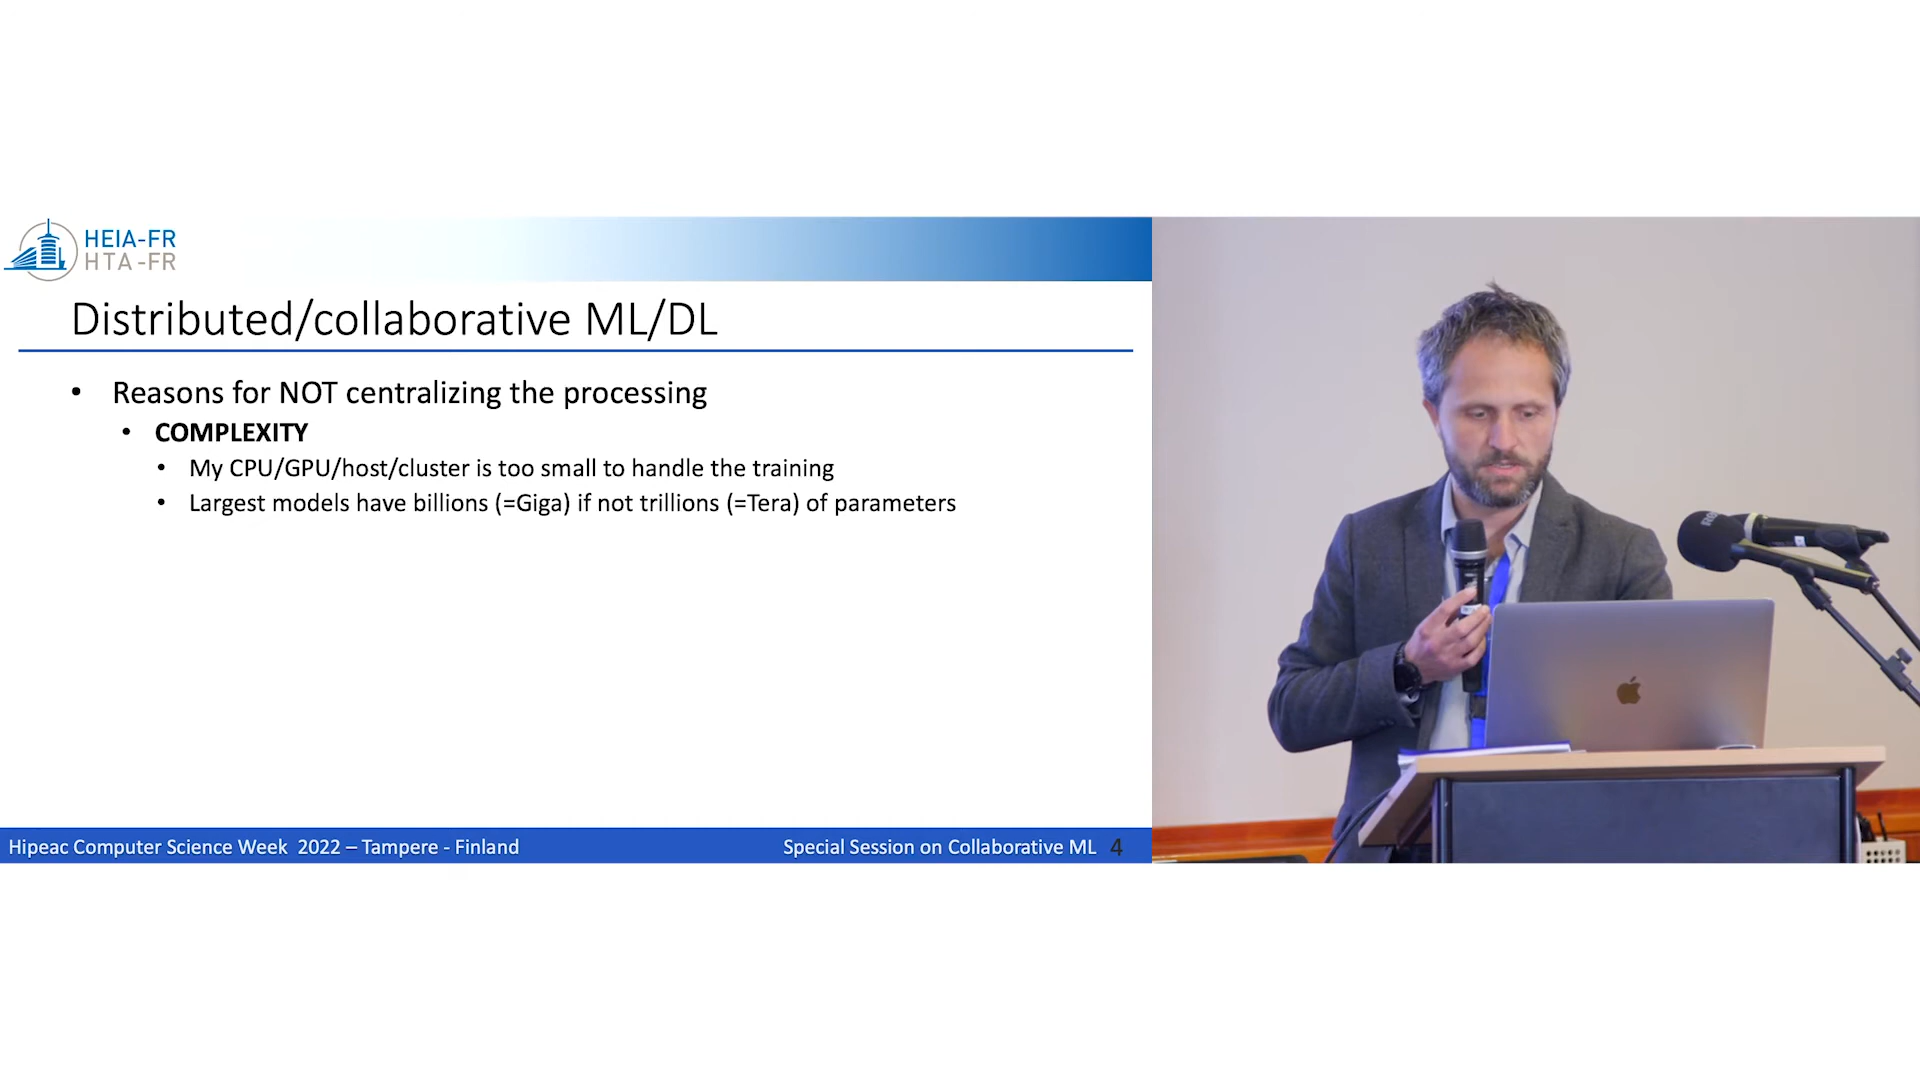 HEIA-FR
HTA-FR
Distributed/collaborative ML/DL
• Reasons for NOT centralizing the processing
• COMPLEXITY
• My CPU/GPU/host/cluster is too small to handle the training
• Largest models have billions (=Giga) if not trillions (=Tera) of parameters
Hipeac Computer Science Week 2022 – Tampere - Finland
Special Session on Collaborative ML 4